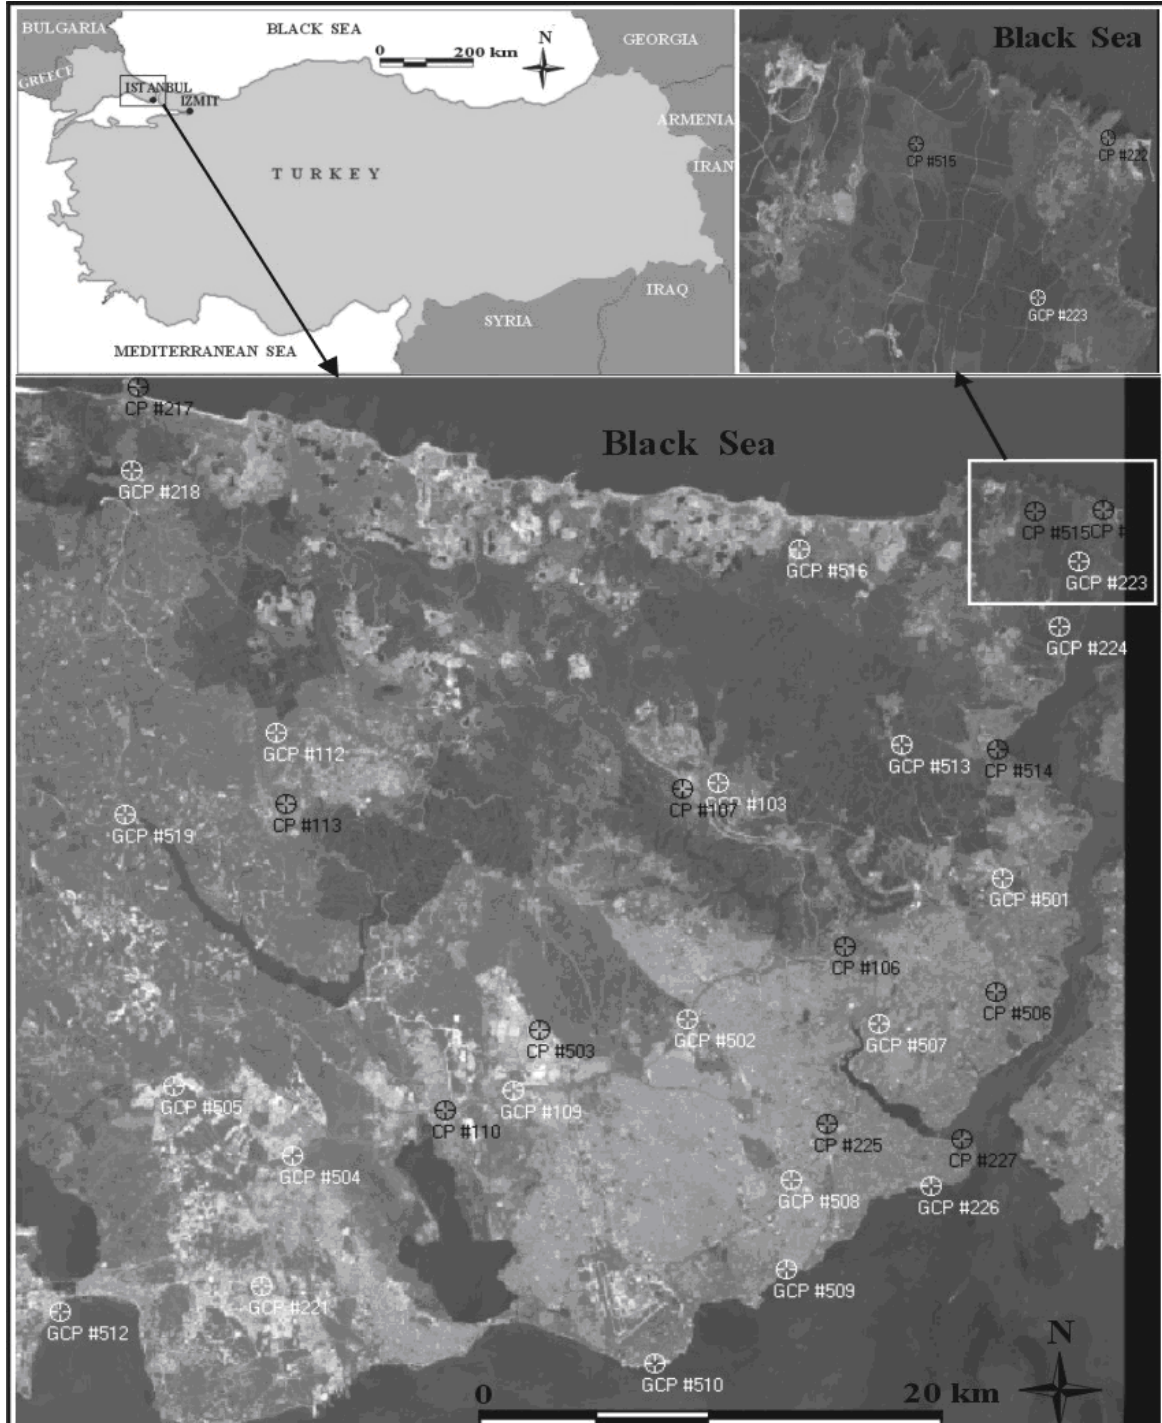 BULGARIA
BLACK SEA
N
GEORGIA
0 200 km
GREECE
ISTANBUL
IZMIT
ARMENIA
IRAN
T U R K E Y
IRAQ
SYRIA
MEDITERRANEAN SEA
Black Sea
CP #515
CP #222
GCP #223
CP #217
Black Sea
GCP #218
CP #515
CP #
GCP #516
GCP #223
GCP #224
GCP #112
GCP #513
CP #514
CP #107
GCP #103
GCP #519
CP #113
GCP #501
CP #106
CP #506
CP #503
GCP #502
GCP #507
GCP #505
GCP #109
CP #110
CP #225
CP #227
GCP #504
GCP #508
GCP #226
GCP #221
GCP #509
GCP #512
N
GCP #510
0 20 km